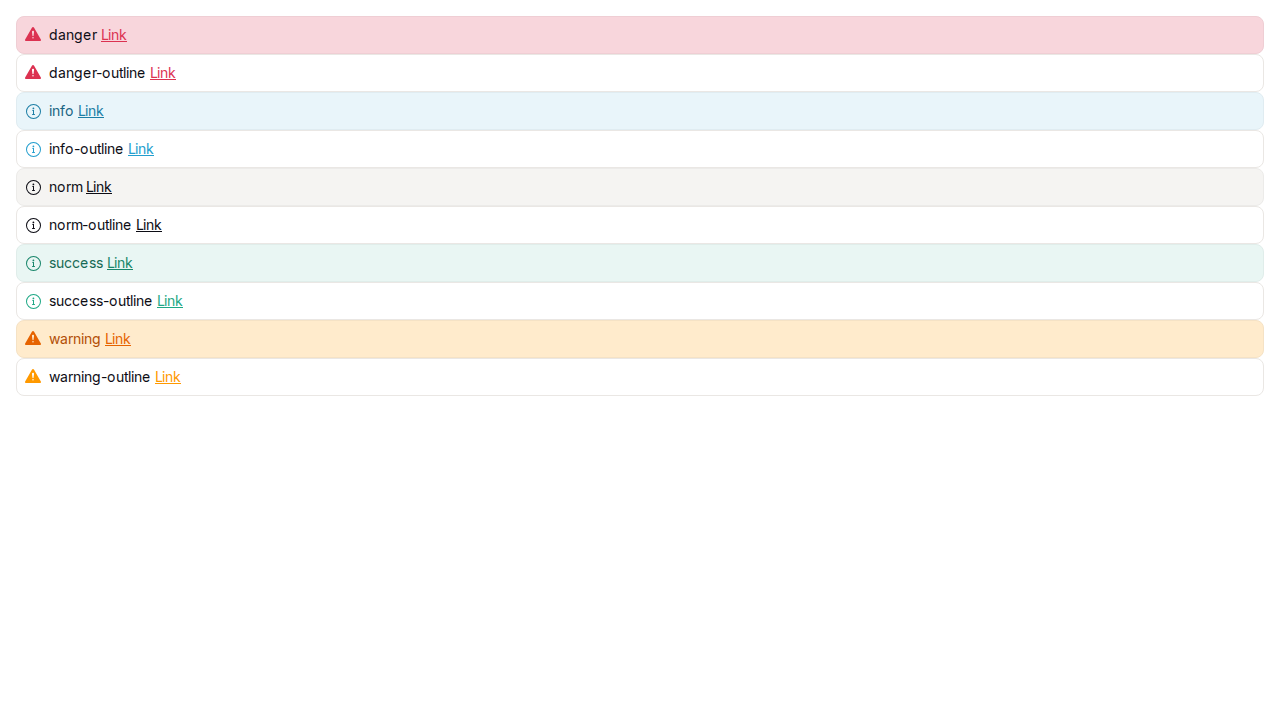 danger Link
danger-outline Link
info Link
info-outline Link
norm Link
norm-outline Link
success Link
success-outline Link
warning Link
warning-outline Link